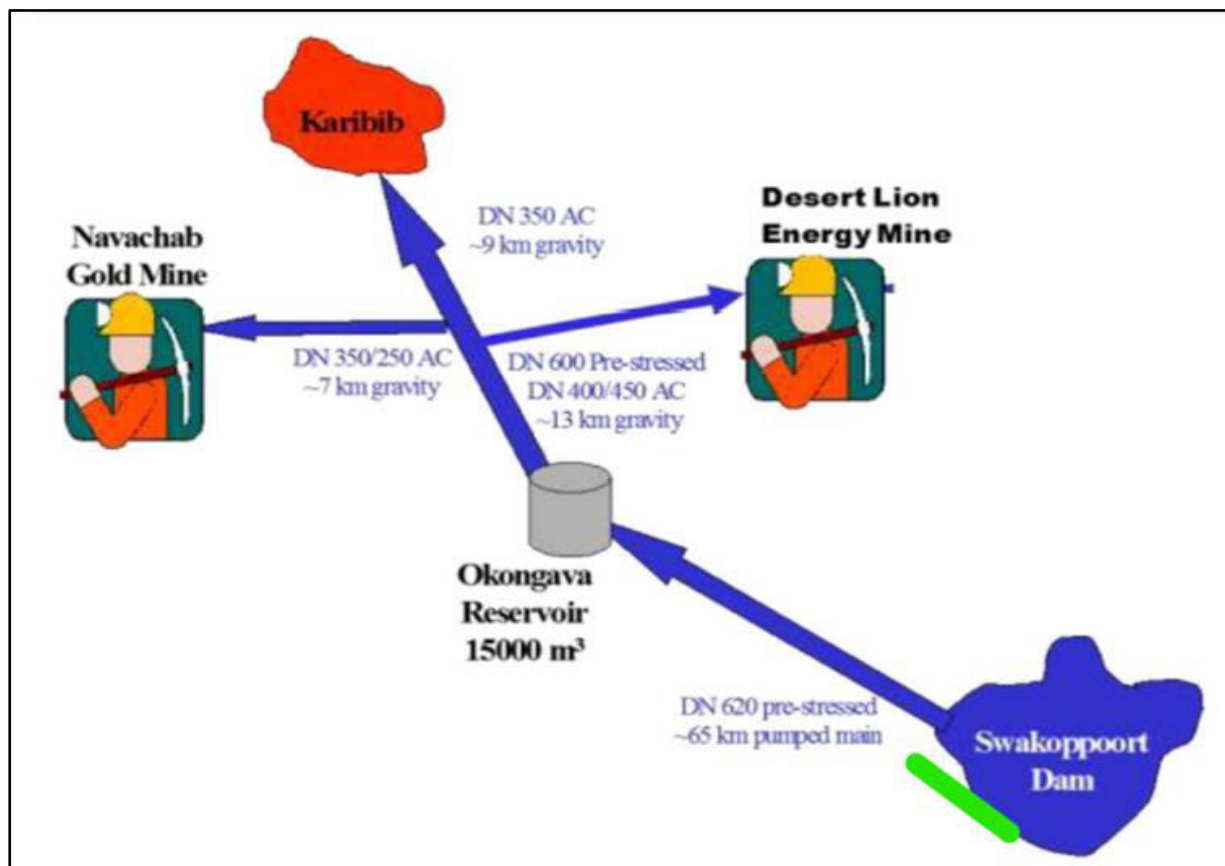 Karibib
DN 350 AC
~9 km gravity
Desert Lion
Energy Mine
Navachab
Gold Mine
DN 350/250 AC
~7 km gravity
DN 600 Pre-stressed
DN 400/450 AC
~13 km gravity
Okongava
Reservoir
15000 m³
DN 620 pre-stressed
~65 km pumped main
Swakoppoort
Dam